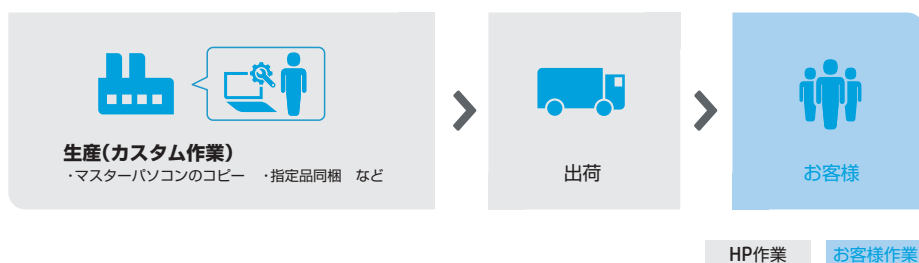 生産(カスタム作業)
・マスターパソコンのコピー ・指定品同梱 など
出荷
お客様
HP作業
お客様作業